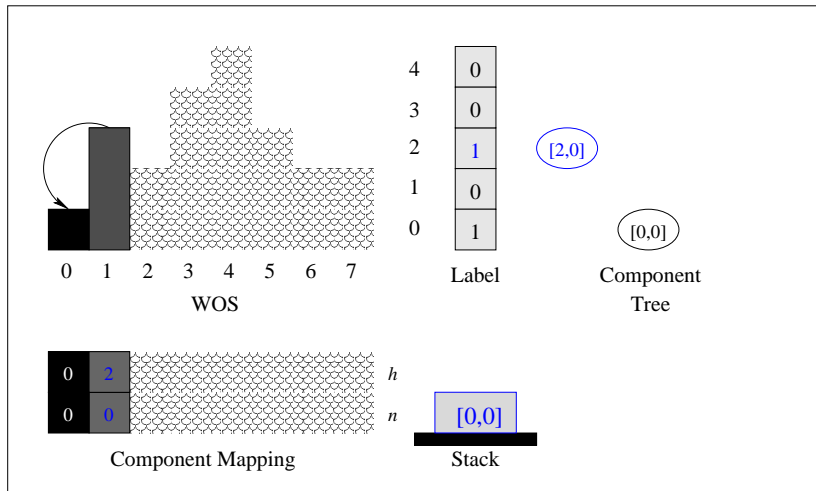 4 0
3 0
2 1 [2,0]
1 0
0 1 [0,0]
0 1 2 3 4 5 6 7
Label Component
Tree
WOS
0 2 h
0 0 n [0,0]
Component Mapping Stack